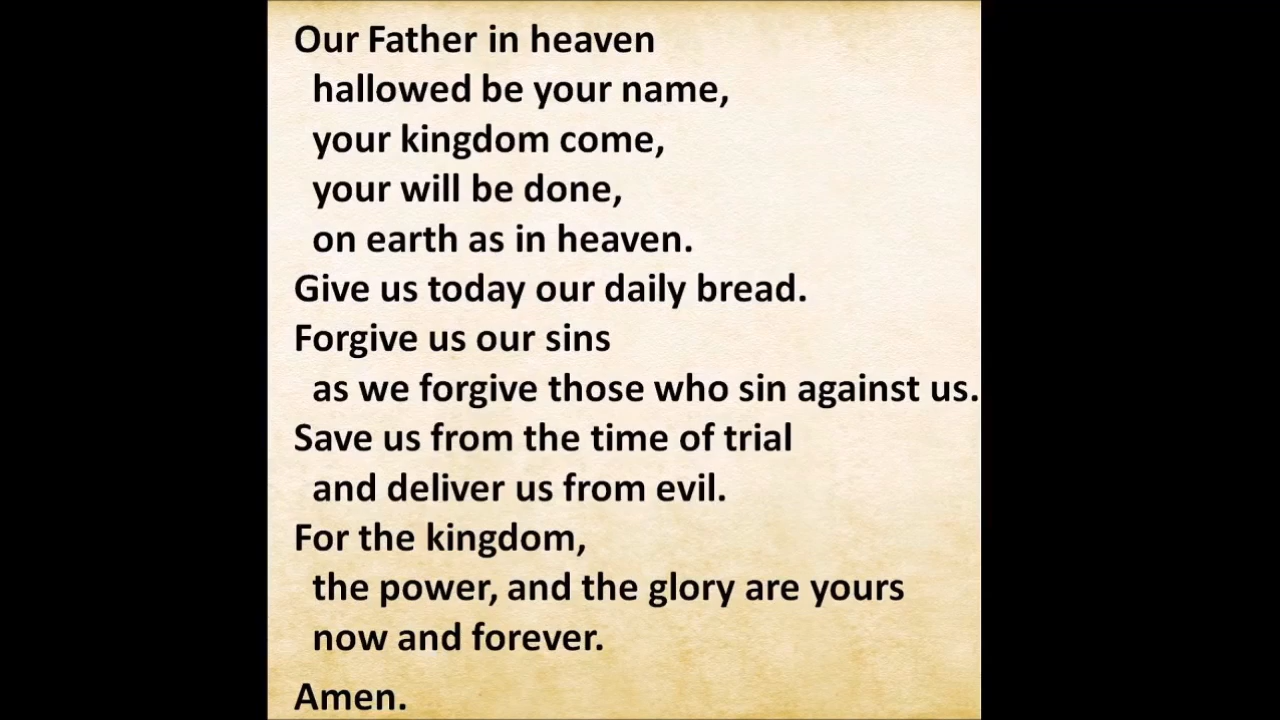 Our Father in heaven
hallowed be your name,
your kingdom come,
your will be done,
on earth as in heaven.
Give us today our daily bread.
Forgive us our sins
as we forgive those who sin against us.
Save us from the time of trial
and deliver us from evil.
For the kingdom,
the power, and the glory are yours
now and forever.
Amen.